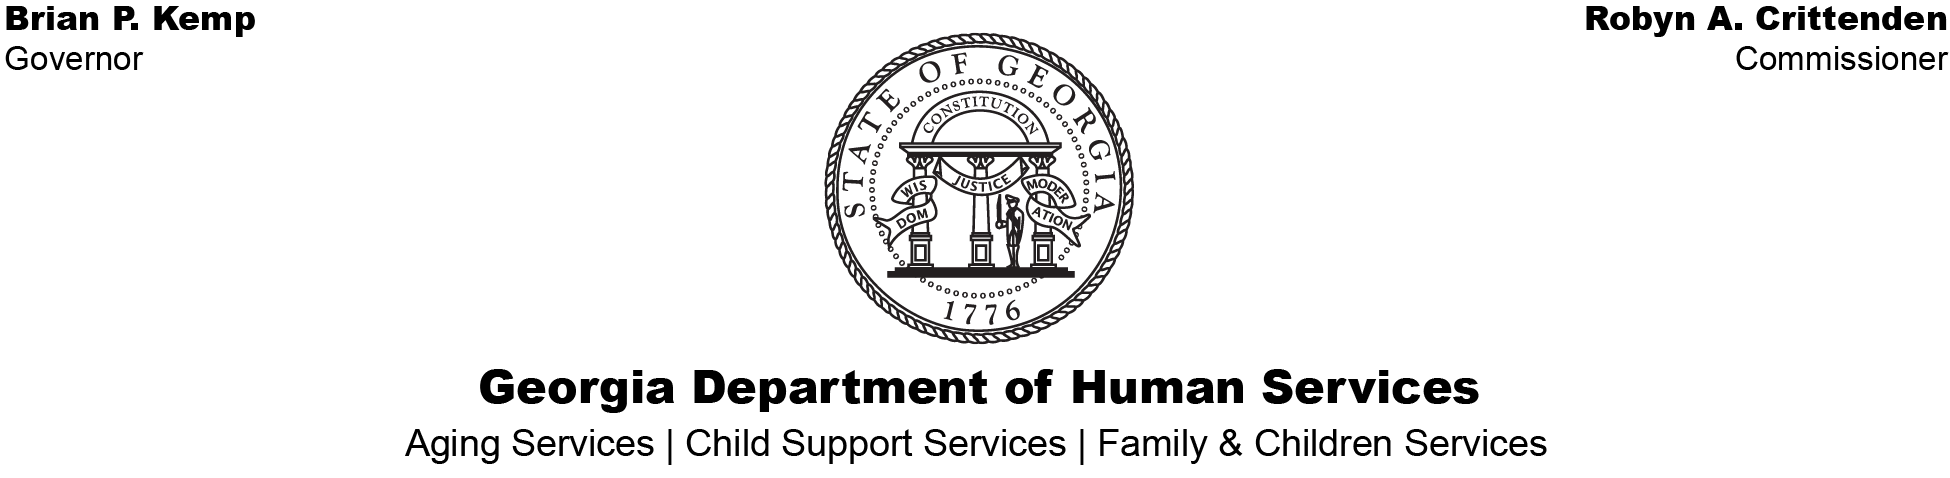 Brian P. Kemp
Governor
Robyn A. Crittenden
Commissioner
STATE OF GEORGIA
CONSTITUTION
WIS
DOM
JUSTICE
MODER
ATION
1776
Georgia Department of Human Services
Aging Services | Child Support Services | Family & Children Services